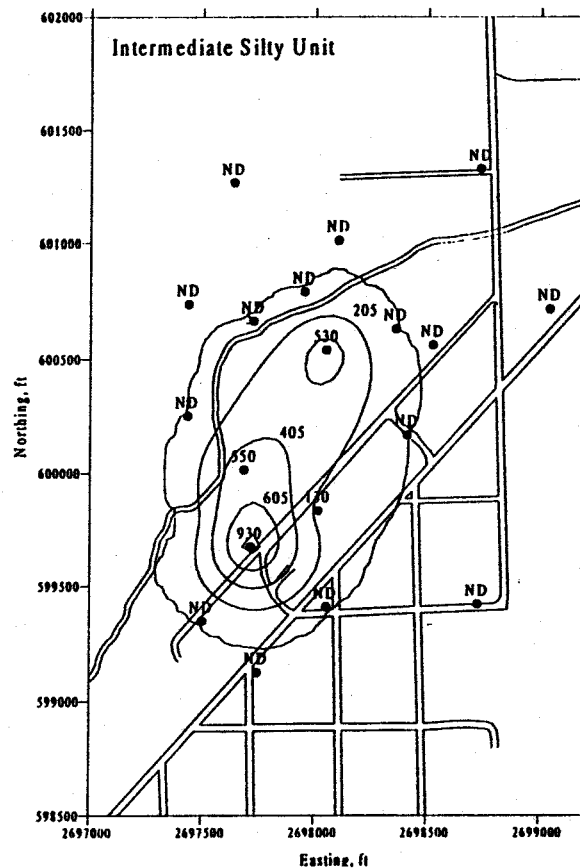 602000
Intermediate Silty Unit
601500
ND
ND
ND
601000
ND
ND
ND
205
ND
ND
ND
530
600500
Northing, ft
ND
ND
405
600000
550
605
930
599500
ND
ND
ND
ND
599000
598500
2697000
2697500
2698000
2698500
2699000
Easting, ft